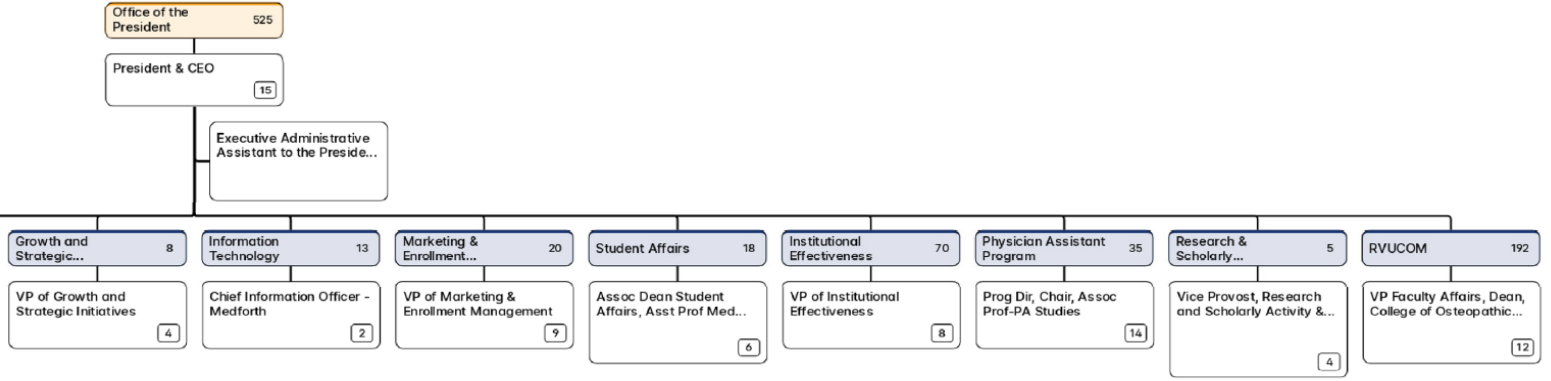 Office of the
President
525
President & CEO
15
Executive Administrative
Assistant to the Preside...
Growth and
Strategic...
8
Information
Technology
13
Marketing &
Enrollment...
20
Student Affairs
18
Institutional
Effectiveness
70
Physician Assistant
Program
35
Research &
Scholarly...
5
RVUCOM
192
VP of Growth and
Strategic Initiatives
4
Chief Information Officer -
Medforth
2
VP of Marketing &
Enrollment Management
9
Assoc Dean Student
Affairs, Asst Prof Med...
6
VP of Institutional
Effectiveness
8
Prog Dir, Chair, Assoc
Prof-PA Studies
14
Vice Provost, Research
and Scholarly Activity &...
4
VP Faculty Affairs, Dean,
College of Osteopathic...
12